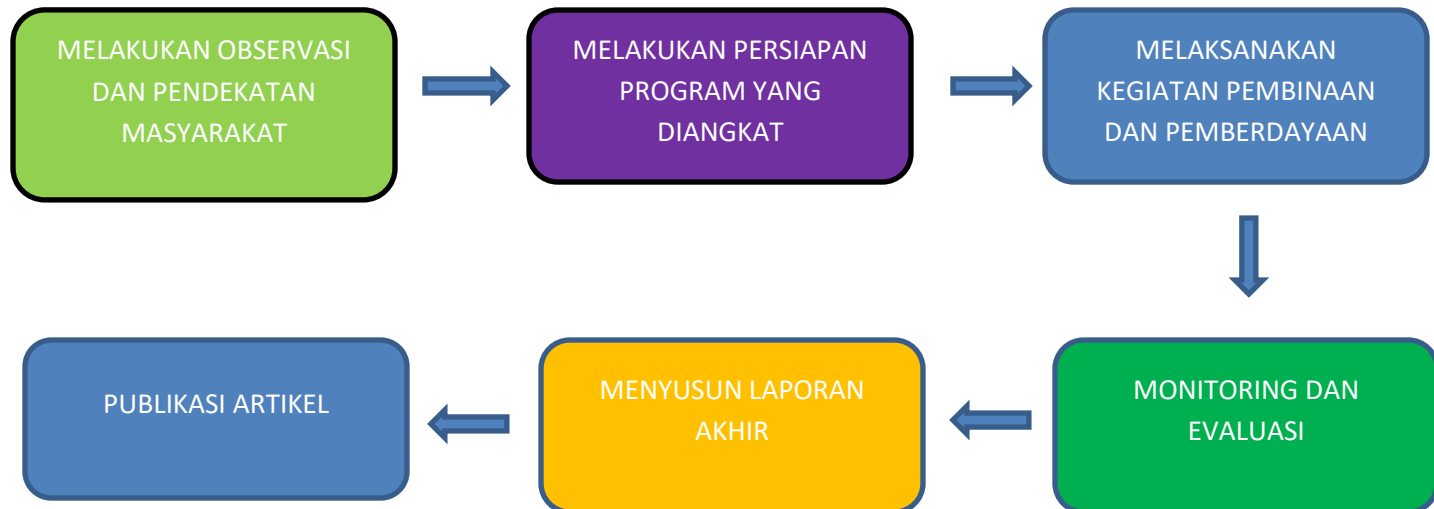 MELAKUKAN OBSERVASI
DAN PENDEKATAN
MASYARAKAT
MELAKUKAN PERSIAPAN
PROGRAM YANG
DIANGKAT
MELAKSANAKAN
KEGIATAN PEMBINAAN
DAN PEMBERDAYAAN
MONITORING DAN
EVALUASI
MENYUSUN LAPORAN
AKHIR
PUBLIKASI ARTIKEL